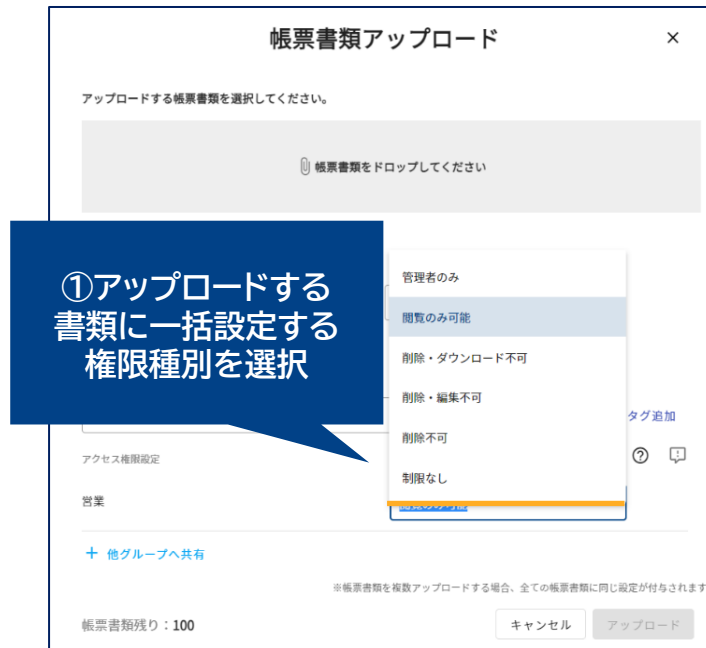 帳票書類アップロード
×
アップロードする帳票書類を選択してください。
帳票書類をドロップしてください
①アップロードする
書類に一括設定する
権限種別を選択
管理者のみ
閲覧のみ可能
削除・ダウンロード不可
削除・編集不可
削除不可
制限なし
タグ追加
アクセス権限設定
営業
閲覧のみ可能
+ 他グループへ共有
※帳票書類を複数アップロードする場合、全ての帳票書類に同じ設定が付与されます
帳票書類残り:100
キャンセル
アップロード